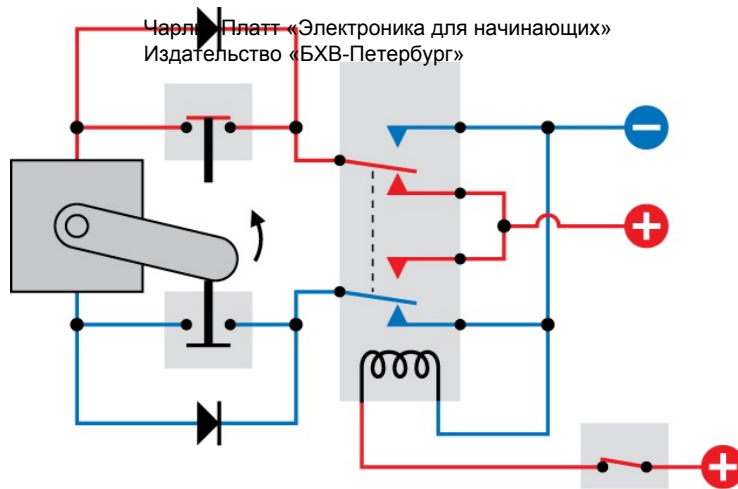 Чарльз Платт «Электроника для начинающих»
Издательство «БХВ-Петербург»